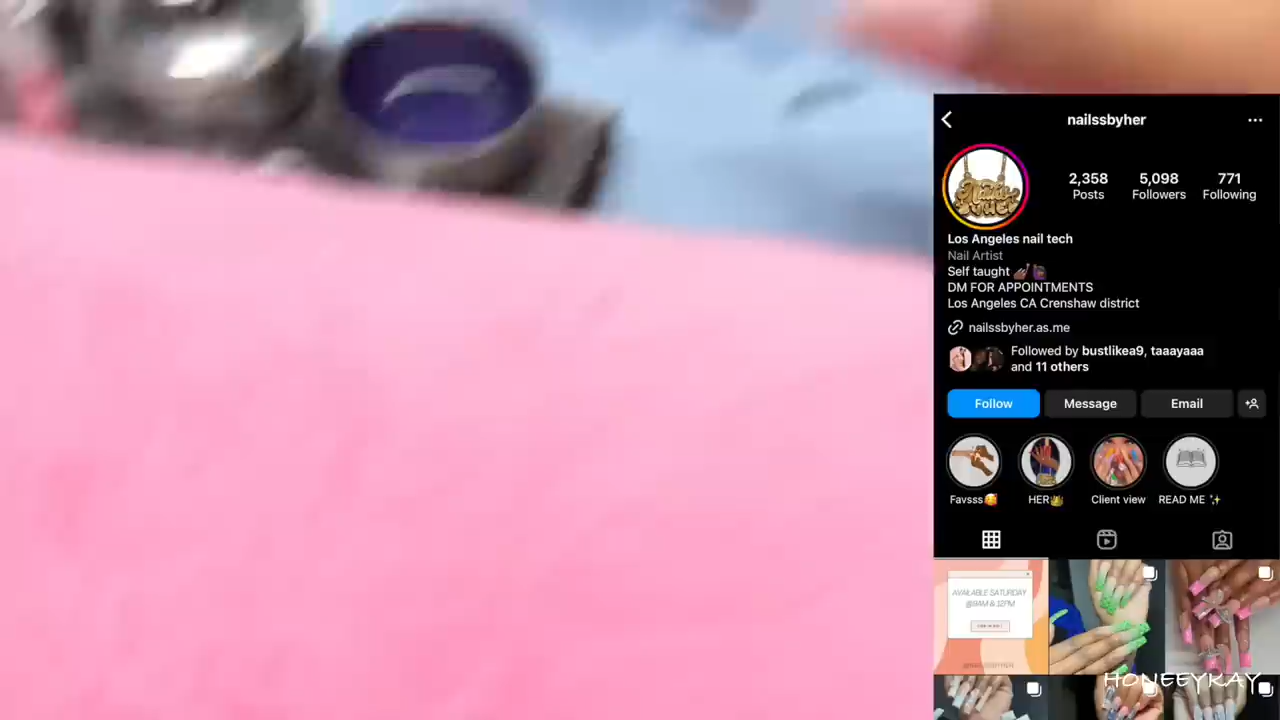 nailssbyher
2,358
5,098
771
Posts
Followers
Following
Los Angeles nail tech
Nail Artist
Self taught
DM FOR APPOINTMENTS
Los Angeles CA Crenshaw district
nailssbyher.as.me
Followed by bustlikea9, taaayaaa
and 11 others
Follow
Message
Email
Favsss
HER
Client view
READ ME
AVAILABLE SATURDAY
@9AM & 12PM
HONEEYKAY